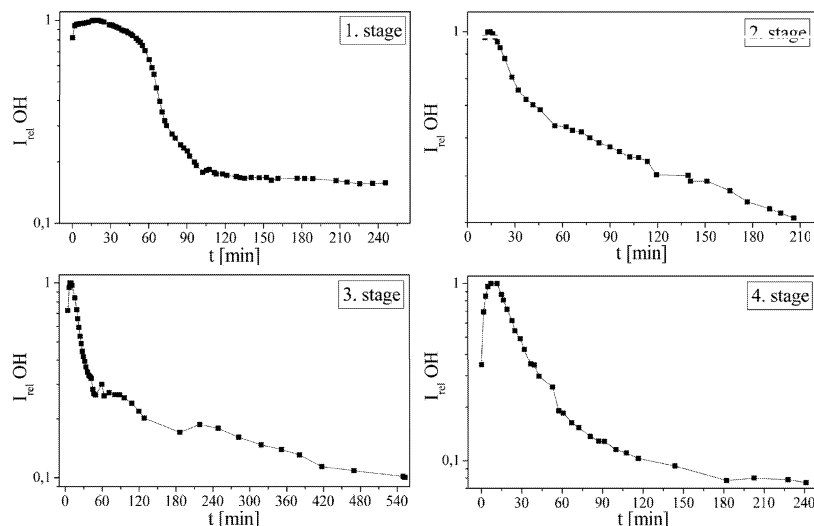 1
0,1
I_rel OH
1. stage
0 30 60 90 120 150 180 210 240
t [min]
1
I_rel OH
2. stage
0 30 60 90 120 150 180 210
t [min]
1
0,1
I_rel OH
3. stage
0 60 120 180 240 300 360 420 480 540
t [min]
1
0,1
I_rel OH
4. stage
0 30 60 90 120 150 180 210 240
t [min]